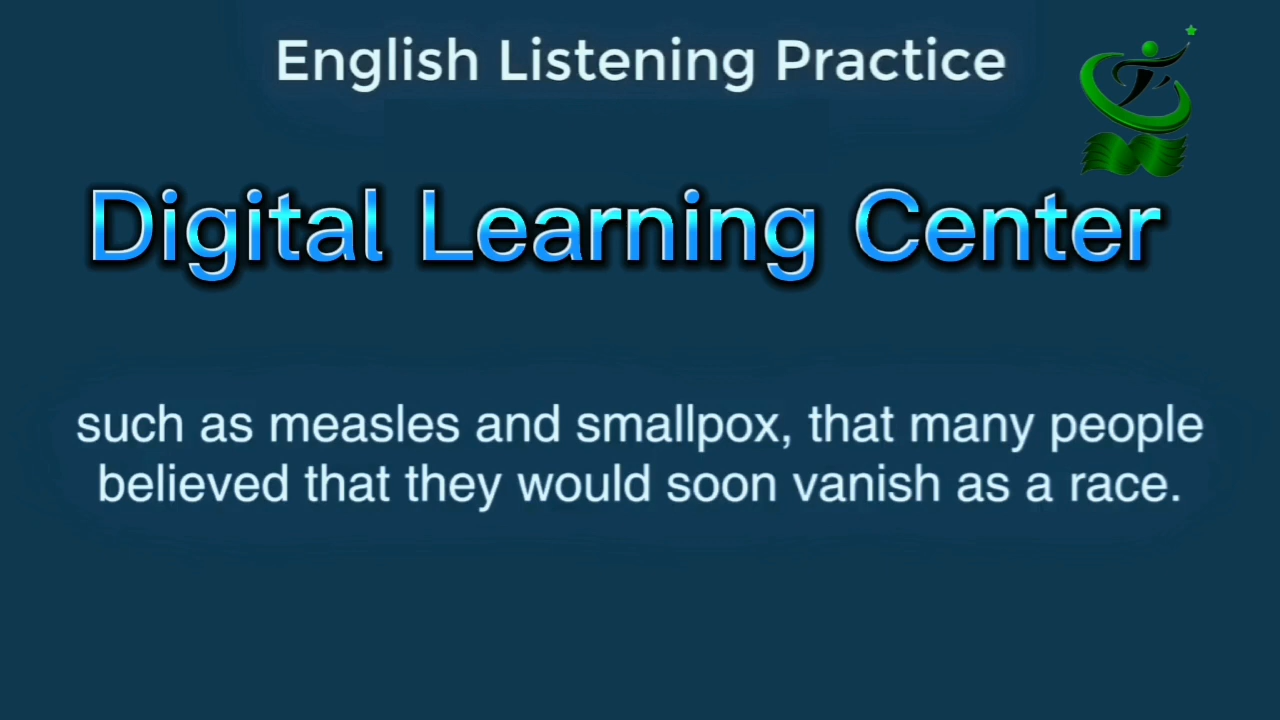 English Listening Practice
Digital Learning Center
such as measles and smallpox, that many people
believed that they would soon vanish as a race.